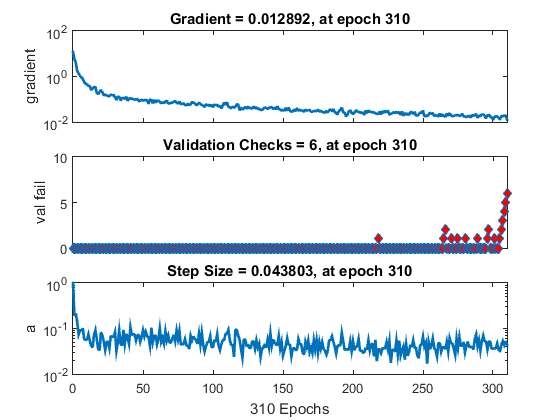 Gradient = 0.012892, at epoch 310
10^2
10^0
10^-2
gradient
Validation Checks = 6, at epoch 310
10
5
0
val fail
Step Size = 0.043803, at epoch 310
10^0
10^-1
10^-2
a
0 50 100 150 200 250 300
310 Epochs